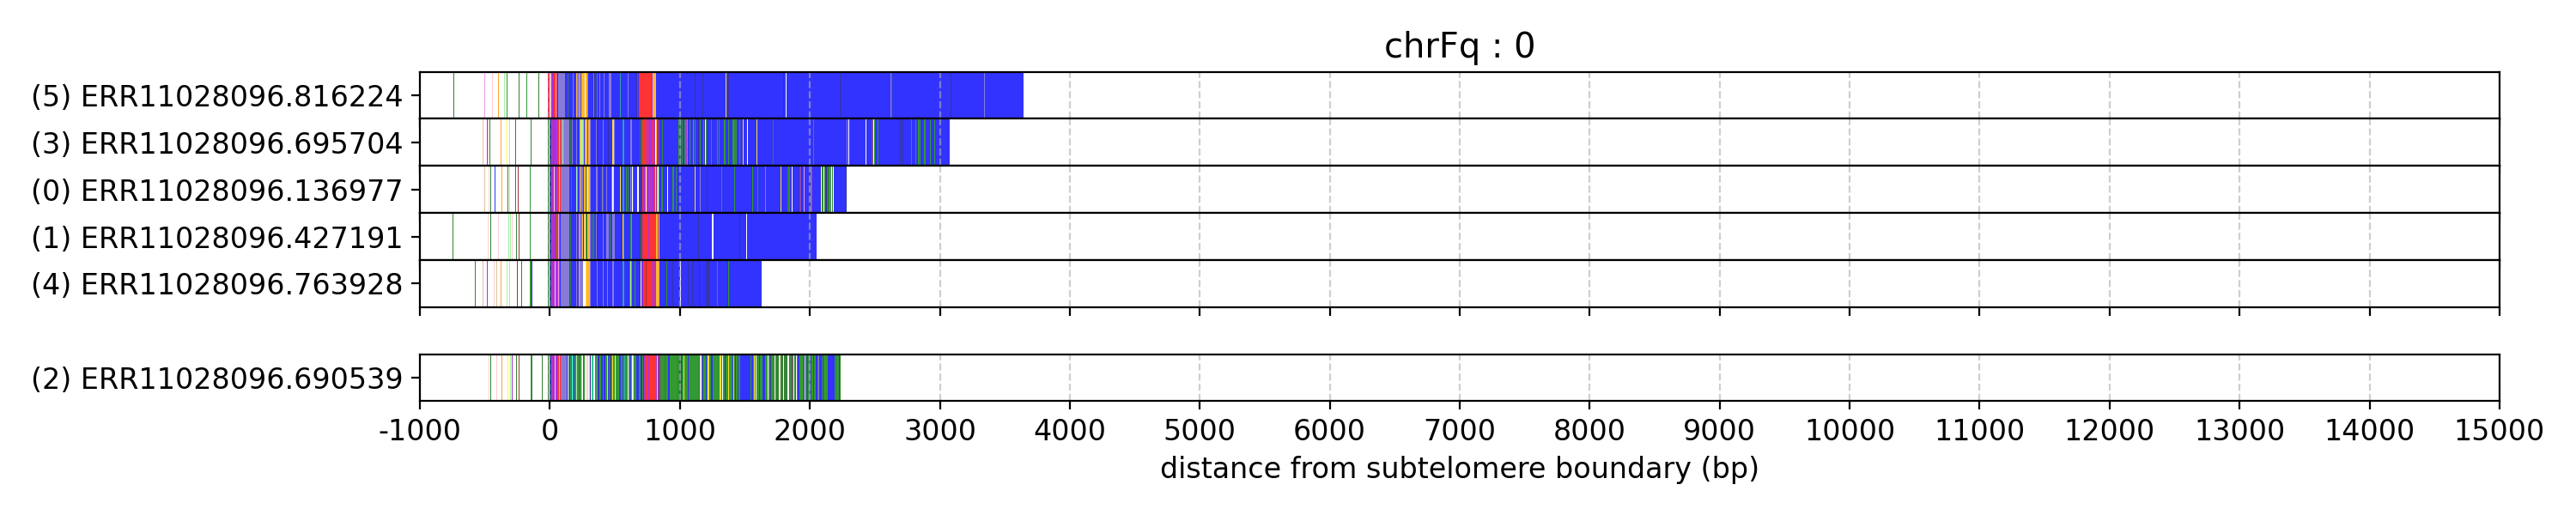 chrFq : 0
(5) ERR11028096.816224
(3) ERR11028096.695704
(0) ERR11028096.136977
(1) ERR11028096.427191
(4) ERR11028096.763928
(2) ERR11028096.690539
-1000 0 1000 2000 3000 4000 5000 6000 7000 8000 9000 10000 11000 12000 13000 14000 15000
distance from subtelomere boundary (bp)